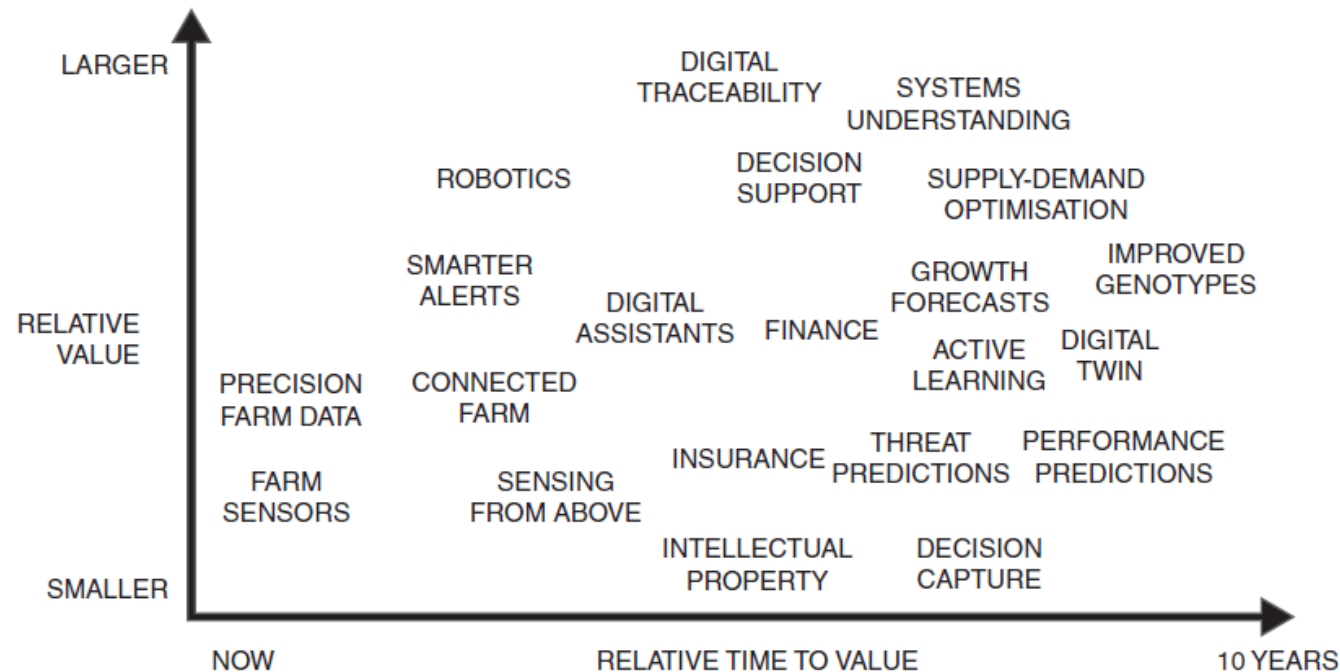 LARGER
DIGITAL
TRACEABILITY
SYSTEMS
UNDERSTANDING
ROBOTICS
DECISION
SUPPORT
SUPPLY-DEMAND
OPTIMISATION
SMARTER
ALERTS
DIGITAL
ASSISTANTS
FINANCE
GROWTH
FORECASTS
IMPROVED
GENOTYPES
RELATIVE
VALUE
ACTIVE
LEARNING
DIGITAL
TWIN
PRECISION
FARM DATA
CONNECTED
FARM
INSURANCE
THREAT
PREDICTIONS
PERFORMANCE
PREDICTIONS
FARM
SENSORS
SENSING
FROM ABOVE
INTELLECTUAL
PROPERTY
DECISION
CAPTURE
SMALLER
NOW
RELATIVE TIME TO VALUE
10 YEARS